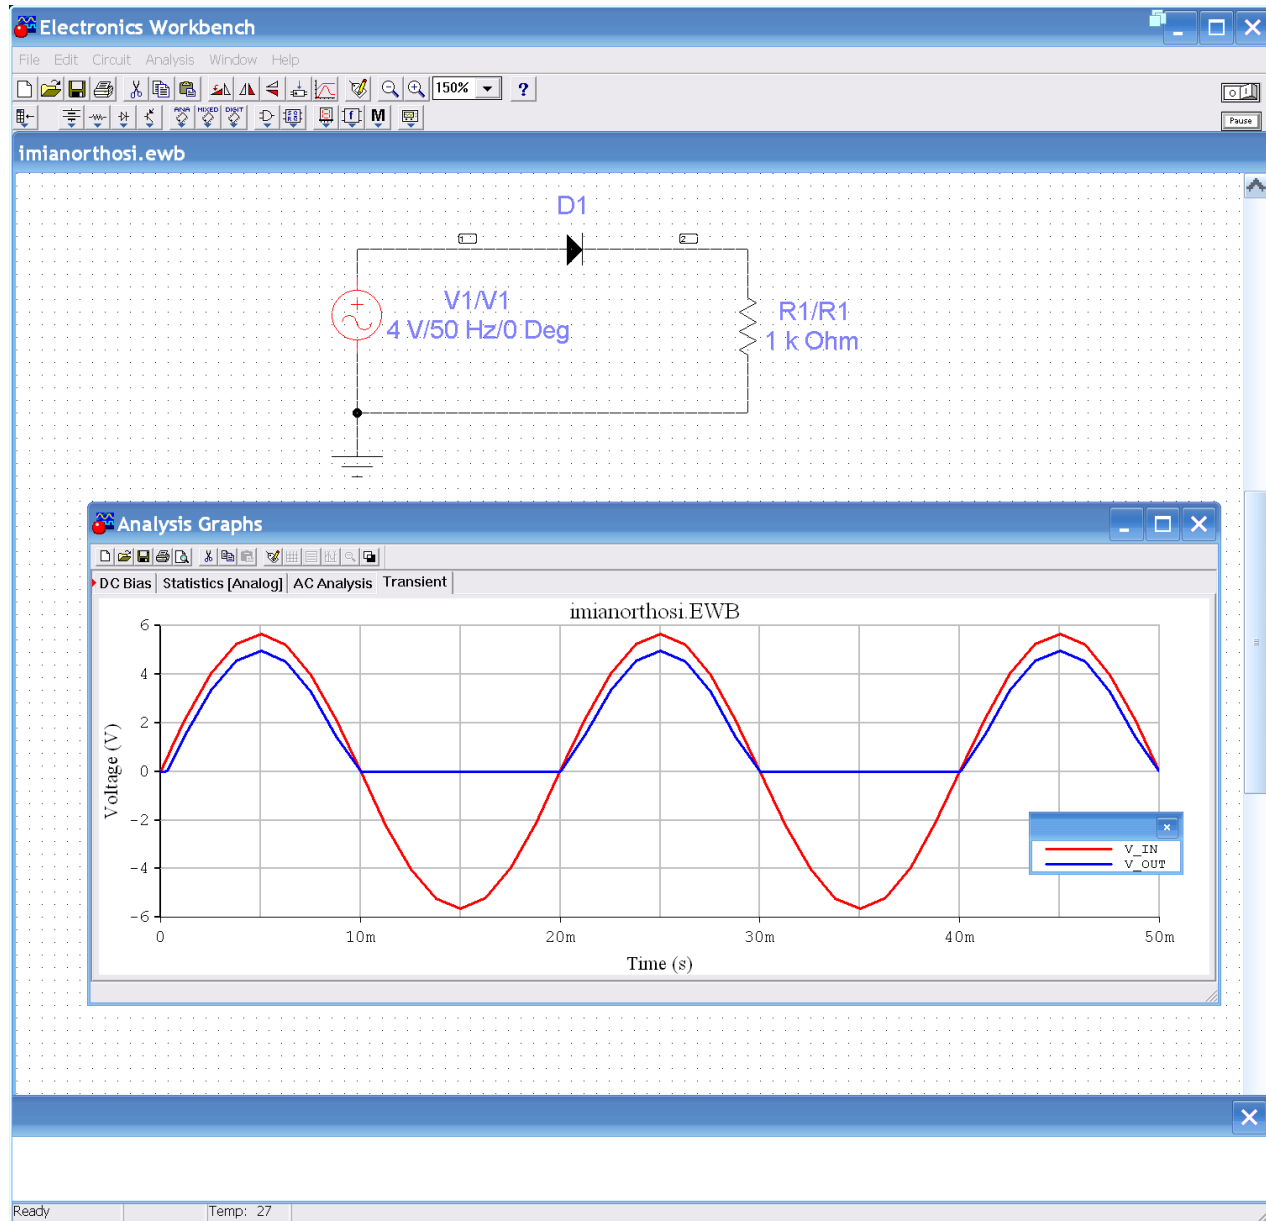 Electronics Workbench
File Edit Circuit Analysis Window Help
150% ?
ANA MIXED DIGIT M
Pause
imianorthosi.ewb
D1
1 2
V1/V1
4 V/50 Hz/0 Deg
R1/R1
1 k Ohm
Analysis Graphs
DC Bias Statistics [Analog] AC Analysis Transient
imianorthosi.EWB
6
4
2
0
-2
-4
-6
Voltage (V)
V_IN
V_OUT
0 10m 20m 30m 40m 50m
Time (s)
Ready Temp: 27